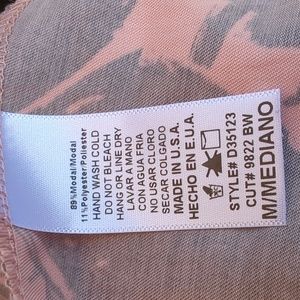 89%Modal/Modal
11%Polyester/Poliester
HAND WASH COLD
DO NOT BLEACH
HANG OR LINE DRY
LAVAR A MANO
CON AGUA FRIA
NO USAR CLORO
SECAR COLGADO
MADE IN U.S.A.
HECHO EN E.U.A.
STYLE# D35123
CUT# 9822 BW
M/MEDIANO